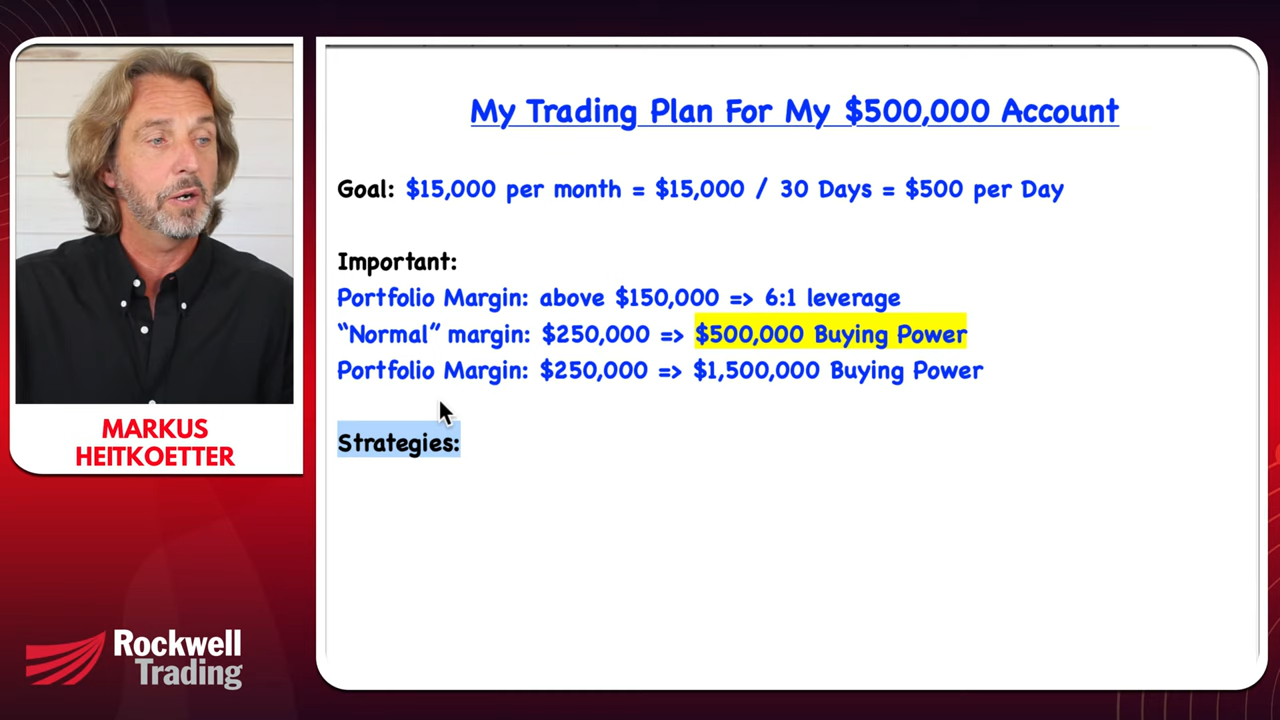 My Trading Plan For My $500,000 Account
Goal: $15,000 per month = $15,000 / 30 Days = $500 per Day
Important:
Portfolio Margin: above $150,000 => 6:1 leverage
“Normal” margin: $250,000 => $500,000 Buying Power
Portfolio Margin: $250,000 => $1,500,000 Buying Power
Strategies:
MARKUS
HEITKOETTER
Rockwell
Trading